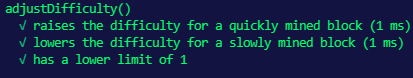 adjustDifficulty()
√ raises the difficulty for a quickly mined block (1 ms)
√ lowers the difficulty for a slowly mined block (1 ms)
√ has a lower limit of 1